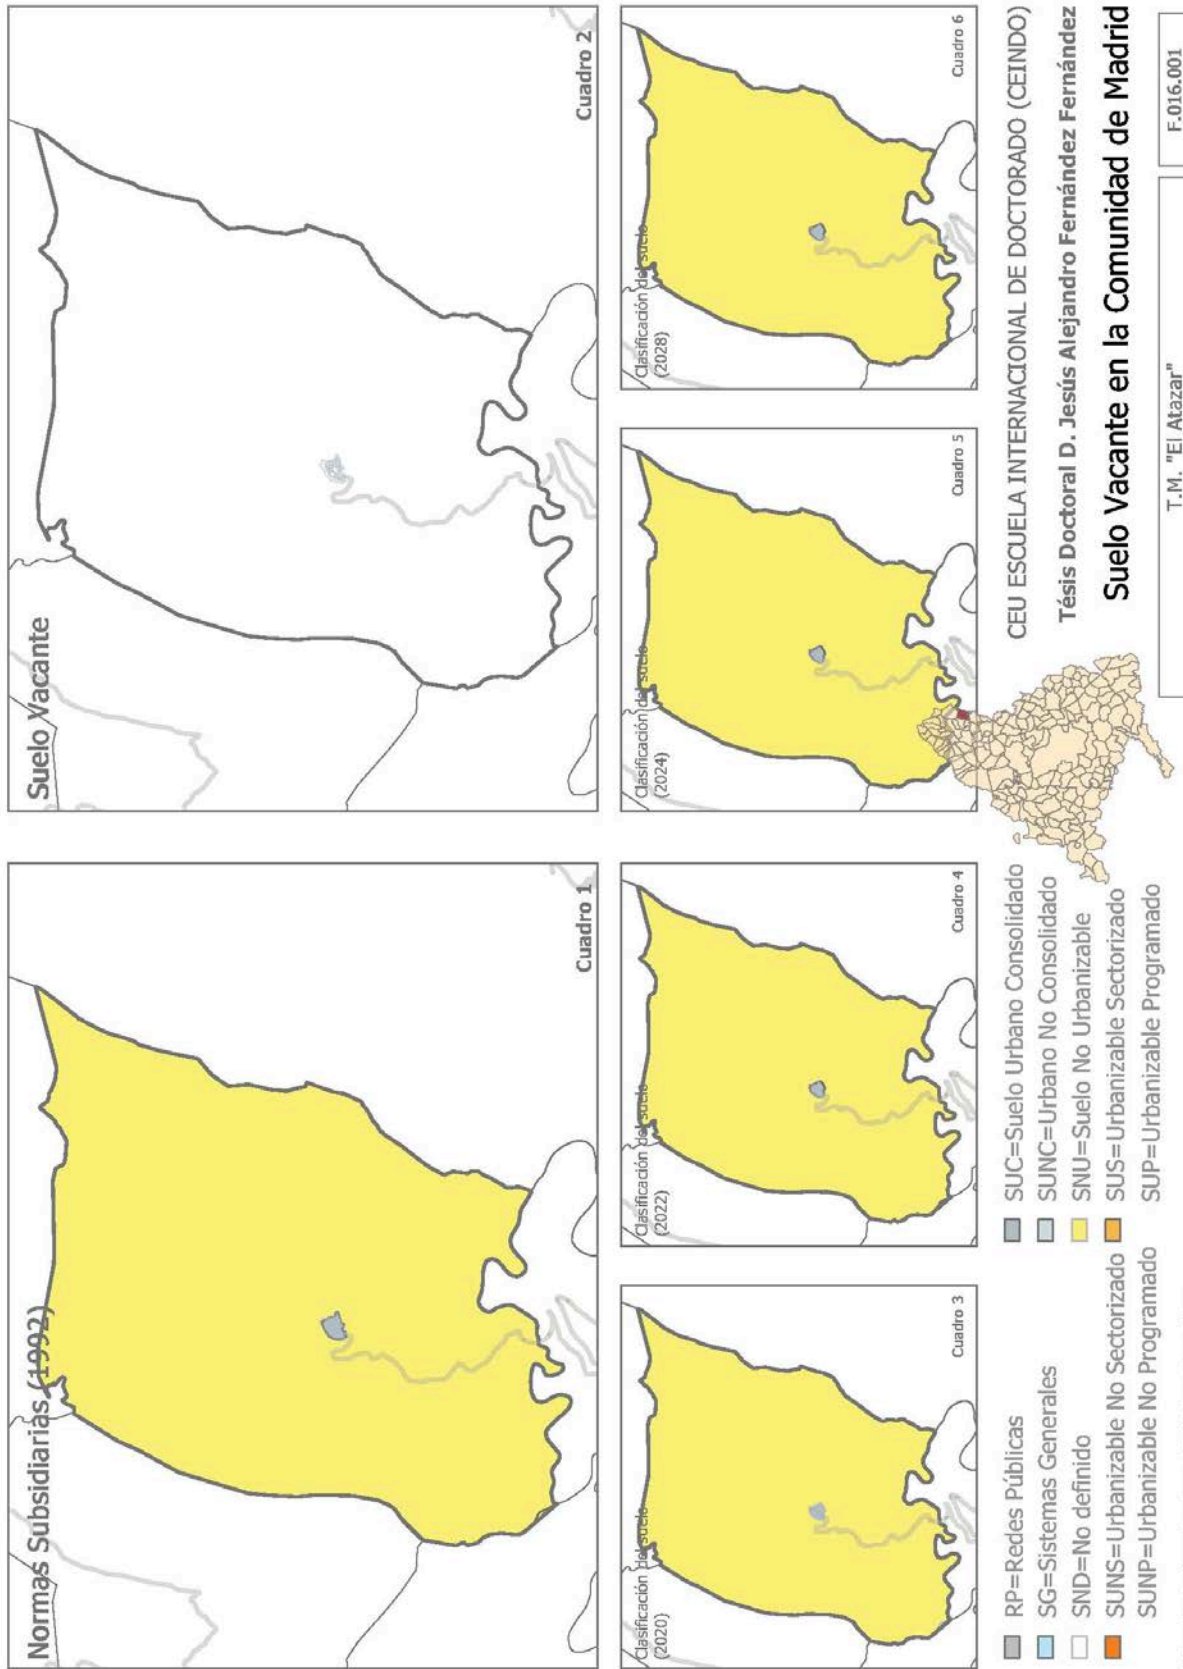 Normas Subsidiarias (1992)
Cuadro 1
Suelo Vacante
Cuadro 2
Clasificación del suelo
(2020)
Cuadro 3
Clasificación del suelo
(2022)
Cuadro 4
Clasificación del suelo
(2024)
Cuadro 5
Clasificación del suelo
(2028)
Cuadro 6
RP=Redes Públicas
SG=Sistemas Generales
SND=No definido
SUNS=Urbanizable No Sectorizado
SUNP=Urbanizable No Programado
SUC=Suelo Urbano Consolidado
SUNC=Urbano No Consolidado
SNU=Suelo No Urbanizable
SUS=Urbanizable Sectorizado
SUP=Urbanizable Programado
CEU ESCUELA INTERNACIONAL DE DOCTORADO (CEINDO)
Tésis Doctoral D. Jesús Alejandro Fernández Fernández
Suelo Vacante en la Comunidad de Madrid
T.M. "El Atazar"
F.016.001